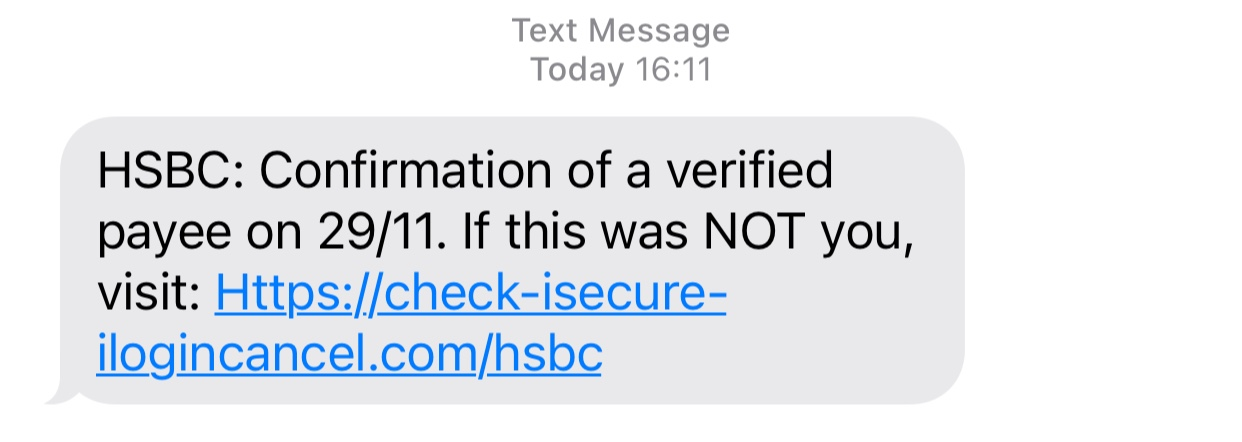 Text Message
Today 16:11
HSBC: Confirmation of a verified
payee on 29/11. If this was NOT you,
visit: Https://check-isecure-
ilogincancel.com/hsbc